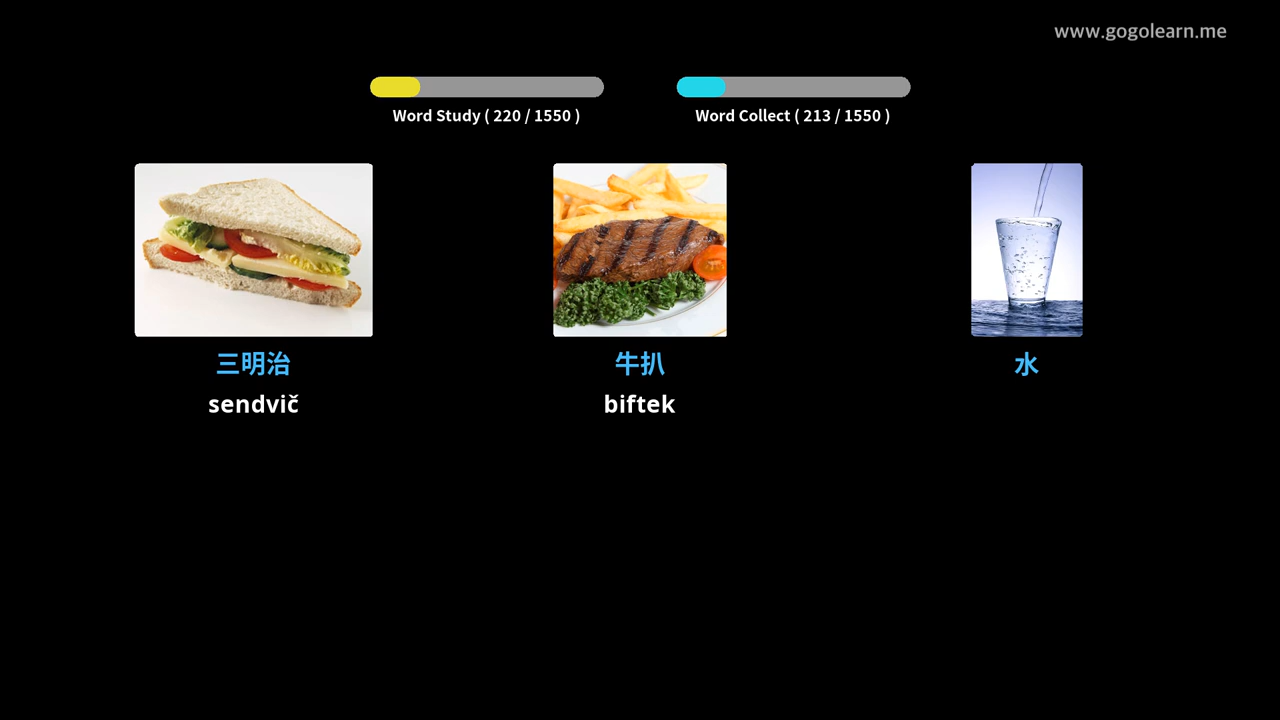 www.gogolearn.me
Word Study ( 220 / 1550 )
Word Collect ( 213 / 1550 )
三明治
牛扒
水
sendvič
biftek